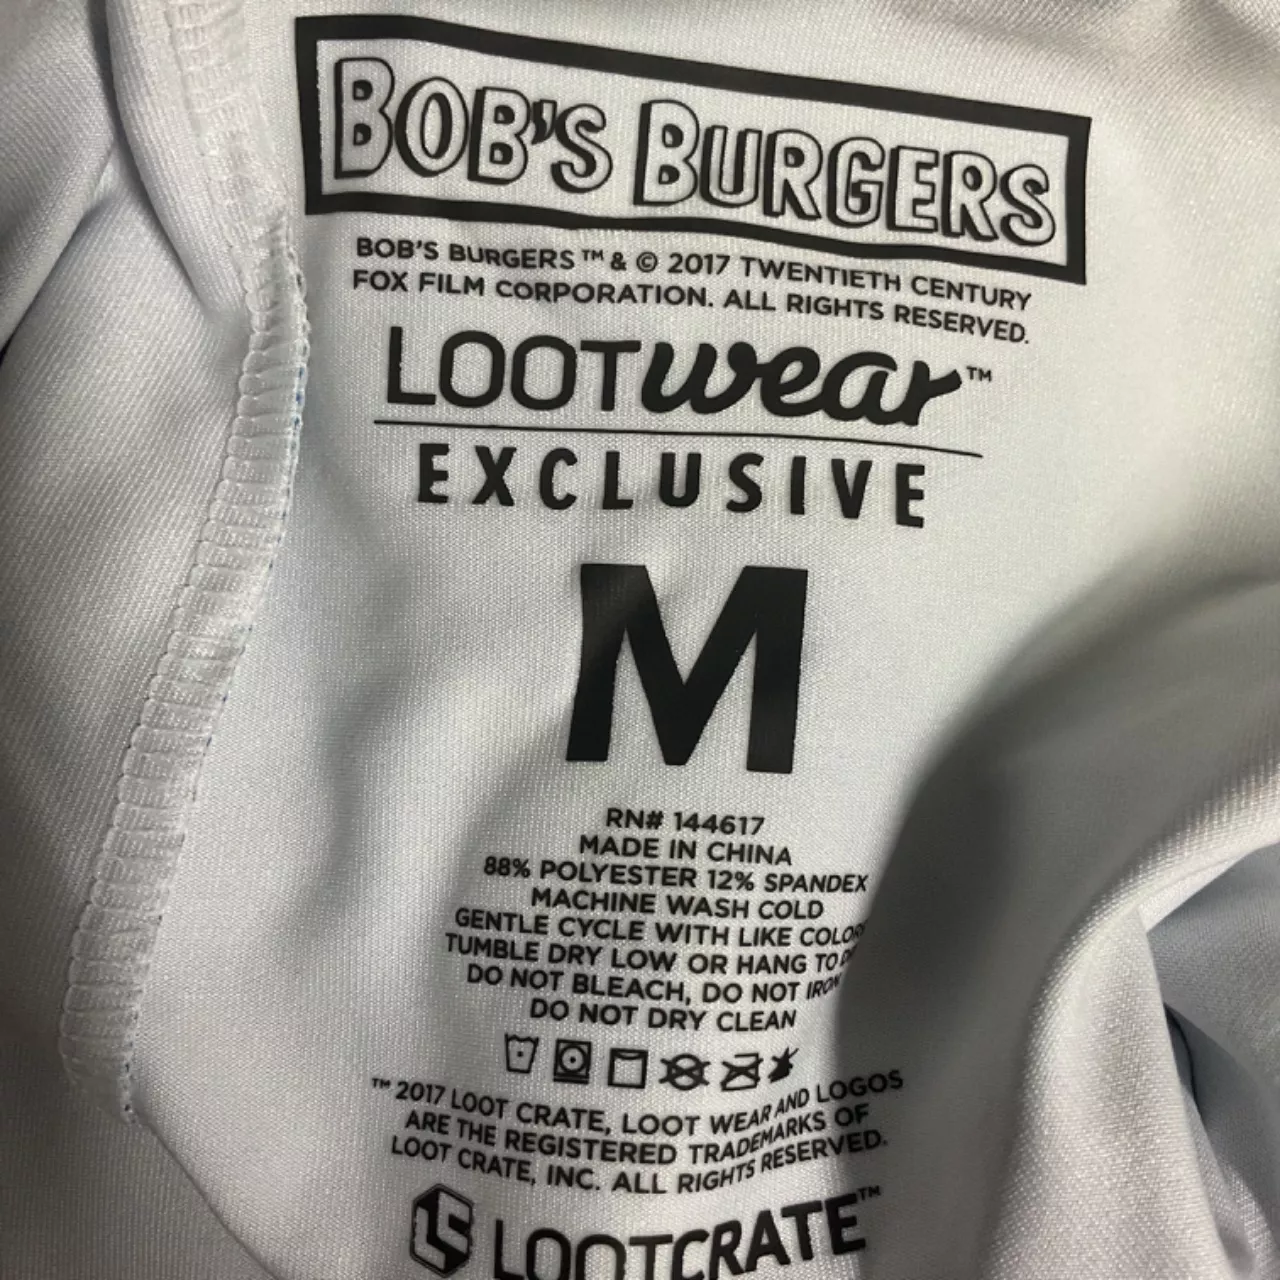 BOB'S BURGERS
BOB'S BURGERS™ & © 2017 TWENTIETH CENTURY
FOX FILM CORPORATION. ALL RIGHTS RESERVED.
LOOTwear™
EXCLUSIVE
M
RN# 144617
MADE IN CHINA
88% POLYESTER 12% SPANDEX
MACHINE WASH COLD
GENTLE CYCLE WITH LIKE COLOR
TUMBLE DRY LOW OR HANG TO
DO NOT BLEACH, DO NOT IRON
DO NOT DRY CLEAN
™ 2017 LOOT CRATE, LOOT WEAR AND LOGOS
ARE THE REGISTERED TRADEMARKS OF
LOOT CRATE, INC. ALL RIGHTS RESERVED.
LOOTCRATE™